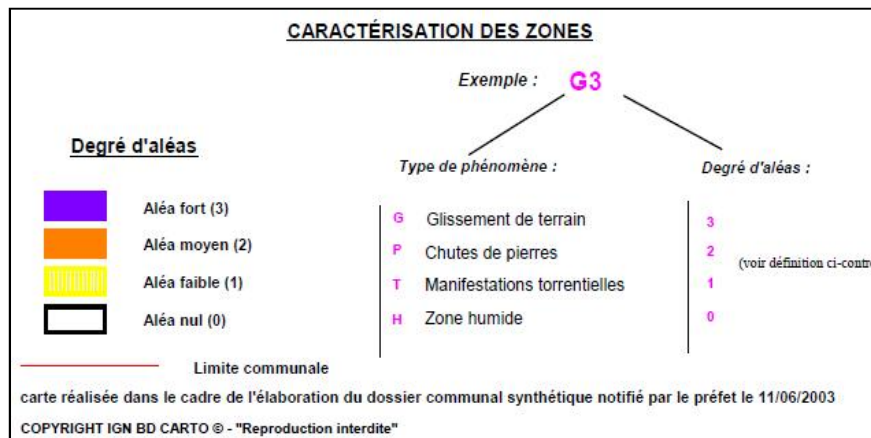 CARACTÉRISATION DES ZONES
Exemple : G3
Degré d'aléas
Aléa fort (3)
Aléa moyen (2)
Aléa faible (1)
Aléa nul (0)
Type de phénomène :
G Glissement de terrain
P Chutes de pierres
T Manifestations torrentielles
H Zone humide
Degré d'aléas :
3
2
1
0
(voir définition ci-contre
Limite communale
carte réalisée dans le cadre de l'élaboration du dossier communal synthétique notifié par le préfet le 11/06/2003
COPYRIGHT IGN BD CARTO © - "Reproduction interdite"